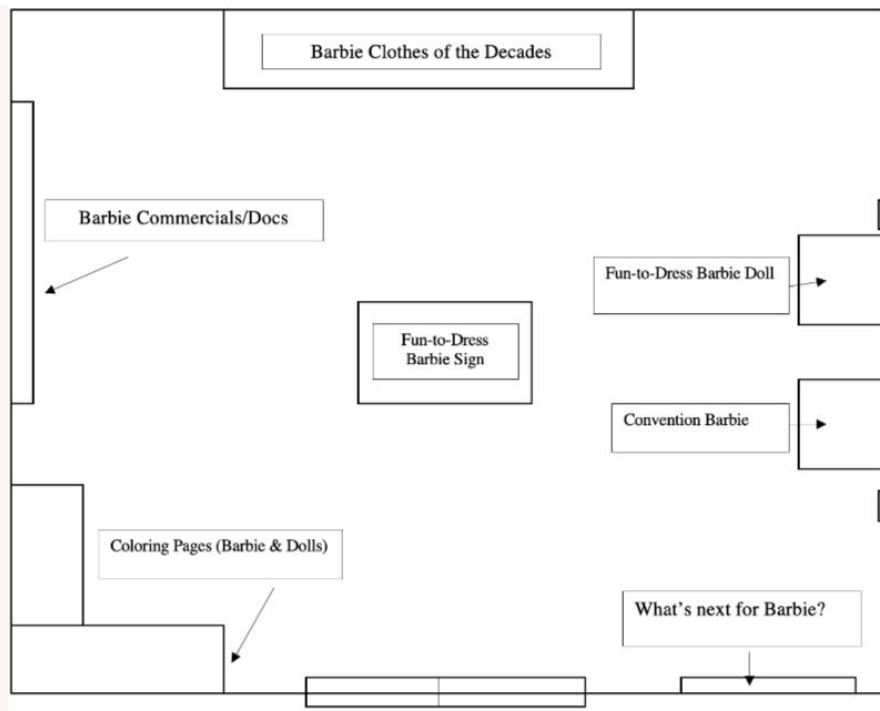 Barbie Clothes of the Decades
Barbie Commercials/Docs
Fun-to-Dress Barbie Doll
Fun-to-Dress
Barbie Sign
Convention Barbie
Coloring Pages (Barbie & Dolls)
What’s next for Barbie?